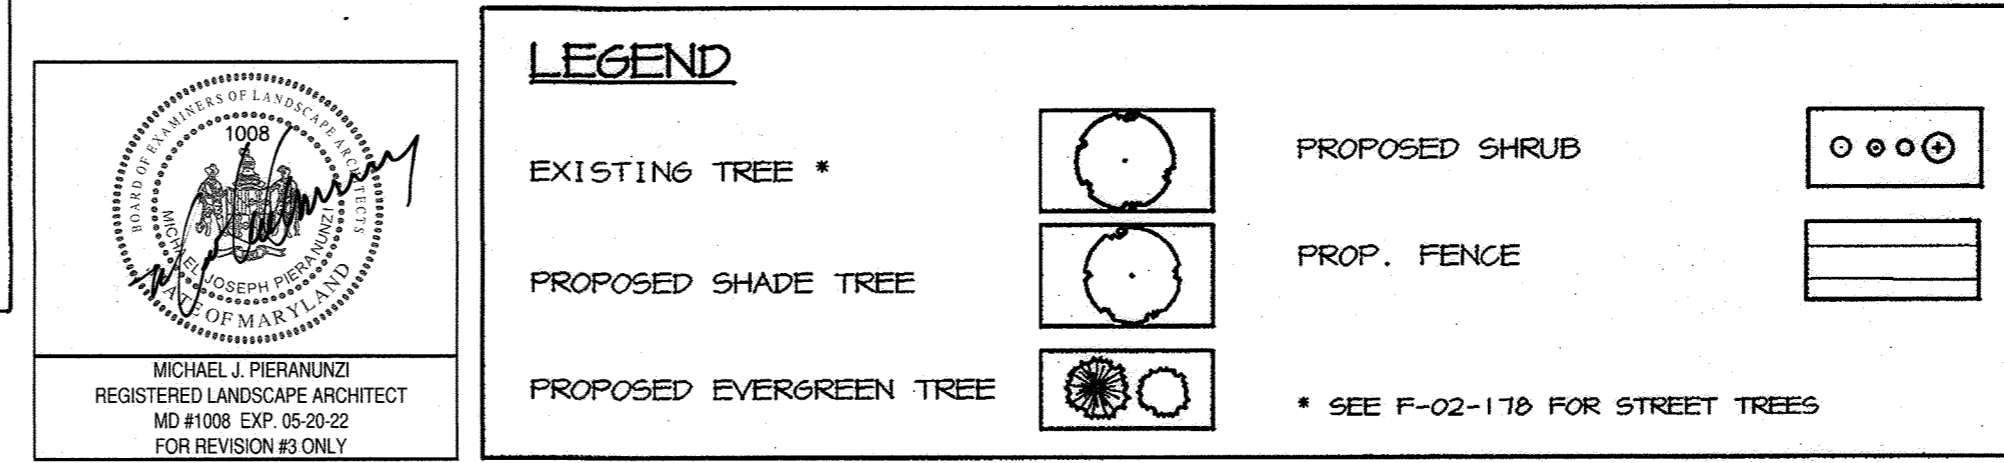 BOARD OF EXAMINERS OF LANDSCAPE ARCHITECTS
1008
MICHAEL JOSEPH PIERANUNZI
STATE OF MARYLAND
MICHAEL J. PIERANUNZI
REGISTERED LANDSCAPE ARCHITECT
MD #1008 EXP. 05-20-22
FOR REVISION #3 ONLY
LEGEND
EXISTING TREE *
PROPOSED SHADE TREE
PROPOSED EVERGREEN TREE
PROPOSED SHRUB
PROP. FENCE
* SEE F-02-178 FOR STREET TREES